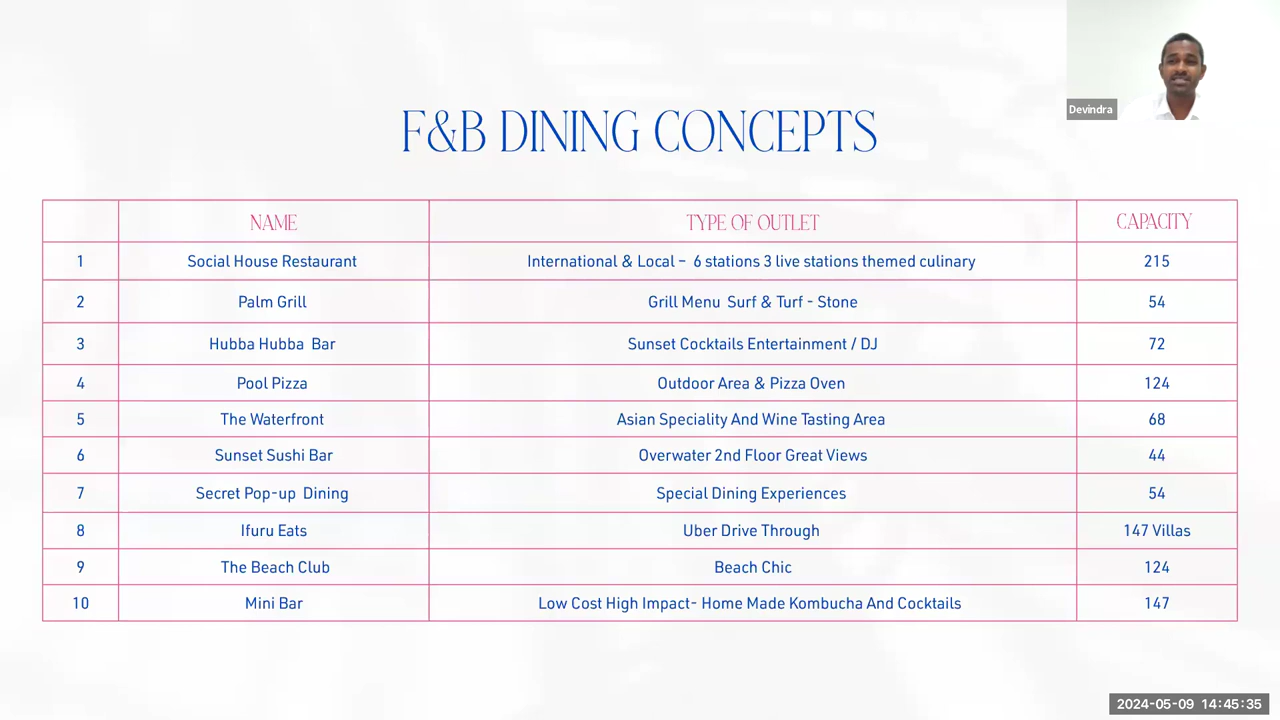 Devindra
F&B DINING CONCEPTS
NAME TYPE OF OUTLET CAPACITY
1 Social House Restaurant International & Local – 6 stations 3 live stations themed culinary 215
2 Palm Grill Grill Menu Surf & Turf - Stone 54
3 Hubba Hubba Bar Sunset Cocktails Entertainment / DJ 72
4 Pool Pizza Outdoor Area & Pizza Oven 124
5 The Waterfront Asian Speciality And Wine Tasting Area 68
6 Sunset Sushi Bar Overwater 2nd Floor Great Views 44
7 Secret Pop-up Dining Special Dining Experiences 54
8 Ifuru Eats Uber Drive Through 147 Villas
9 The Beach Club Beach Chic 124
10 Mini Bar Low Cost High Impact- Home Made Kombucha And Cocktails 147
2024-05-09 14:45:35